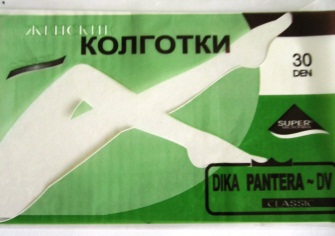 ЖЕНСКИЕ
КОЛГОТКИ
30
DEN
SUPER
DIKA PANTERA ~ DV
CLASSIC